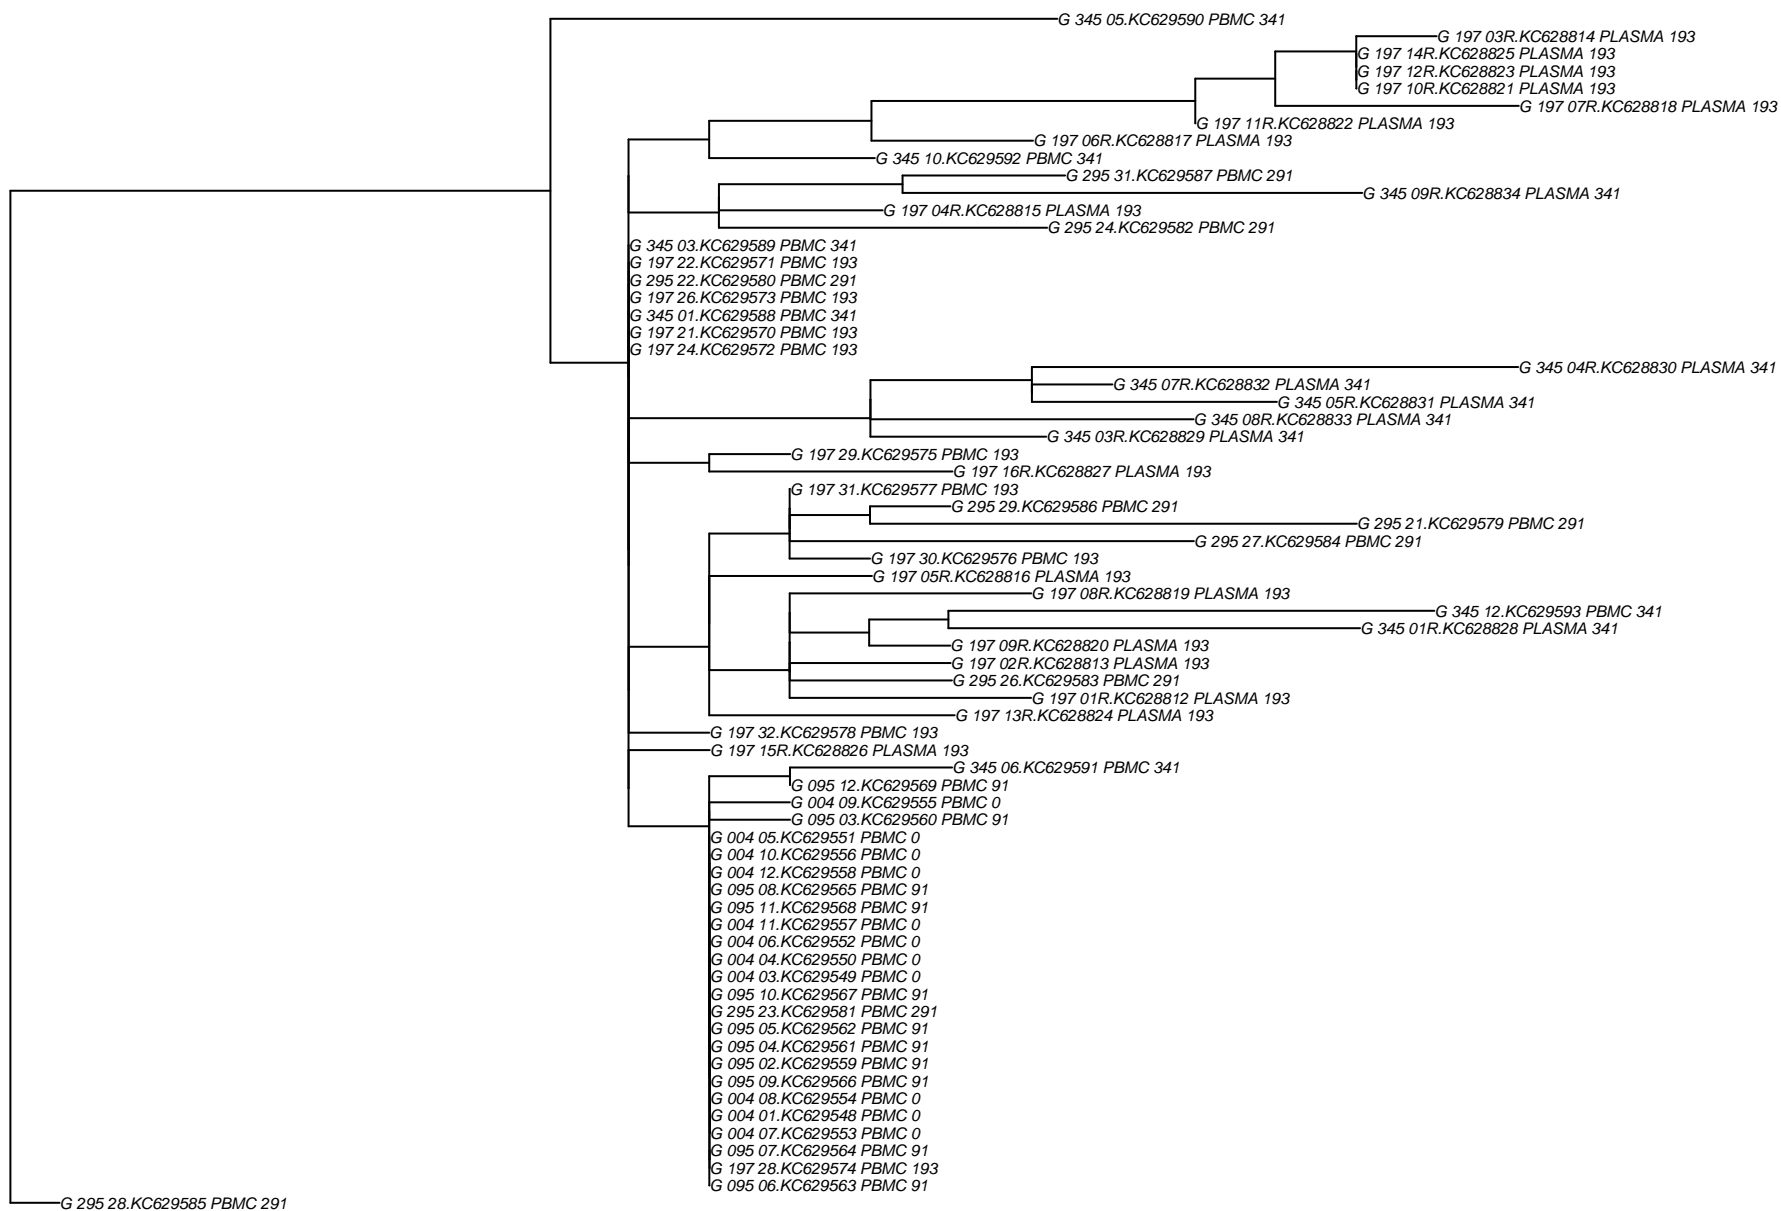 G 345 05.KC629590 PBMC 341
G 197 03R.KC628814 PLASMA 193
G 197 14R.KC628825 PLASMA 193
G 197 12R.KC628823 PLASMA 193
G 197 10R.KC628821 PLASMA 193
G 197 07R.KC628818 PLASMA 193
G 197 11R.KC628822 PLASMA 193
G 197 06R.KC628817 PLASMA 193
G 345 10.KC629592 PBMC 341
G 295 31.KC629587 PBMC 291
G 345 09R.KC628834 PLASMA 341
G 197 04R.KC628815 PLASMA 193
G 295 24.KC629582 PBMC 291
G 345 03.KC629589 PBMC 341
G 197 22.KC629571 PBMC 193
G 295 22.KC629580 PBMC 291
G 197 26.KC629573 PBMC 193
G 345 01.KC629588 PBMC 341
G 197 21.KC629570 PBMC 193
G 197 24.KC629572 PBMC 193
G 345 04R.KC628830 PLASMA 341
G 345 07R.KC628832 PLASMA 341
G 345 05R.KC628831 PLASMA 341
G 345 08R.KC628833 PLASMA 341
G 345 03R.KC628829 PLASMA 341
G 197 29.KC629575 PBMC 193
G 197 16R.KC628827 PLASMA 193
G 197 31.KC629577 PBMC 193
G 295 29.KC629586 PBMC 291
G 295 21.KC629579 PBMC 291
G 295 27.KC629584 PBMC 291
G 197 30.KC629576 PBMC 193
G 197 05R.KC628816 PLASMA 193
G 197 08R.KC628819 PLASMA 193
G 345 12.KC629593 PBMC 341
G 345 01R.KC628828 PLASMA 341
G 197 09R.KC628820 PLASMA 193
G 197 02R.KC628813 PLASMA 193
G 295 26.KC629583 PBMC 291
G 197 01R.KC628812 PLASMA 193
G 197 13R.KC628824 PLASMA 193
G 197 32.KC629578 PBMC 193
G 197 15R.KC628826 PLASMA 193
G 345 06.KC629591 PBMC 341
G 095 12.KC629569 PBMC 91
G 004 09.KC629555 PBMC 0
G 095 03.KC629560 PBMC 91
G 004 05.KC629551 PBMC 0
G 004 10.KC629556 PBMC 0
G 004 12.KC629558 PBMC 0
G 095 08.KC629565 PBMC 91
G 095 11.KC629568 PBMC 91
G 004 11.KC629557 PBMC 0
G 004 06.KC629552 PBMC 0
G 004 04.KC629550 PBMC 0
G 004 03.KC629549 PBMC 0
G 095 10.KC629567 PBMC 91
G 295 23.KC629581 PBMC 291
G 095 05.KC629562 PBMC 91
G 095 04.KC629561 PBMC 91
G 095 02.KC629559 PBMC 91
G 095 09.KC629566 PBMC 91
G 004 08.KC629554 PBMC 0
G 004 01.KC629548 PBMC 0
G 004 07.KC629553 PBMC 0
G 095 07.KC629564 PBMC 91
G 197 28.KC629574 PBMC 193
G 095 06.KC629563 PBMC 91
G 295 28.KC629585 PBMC 291